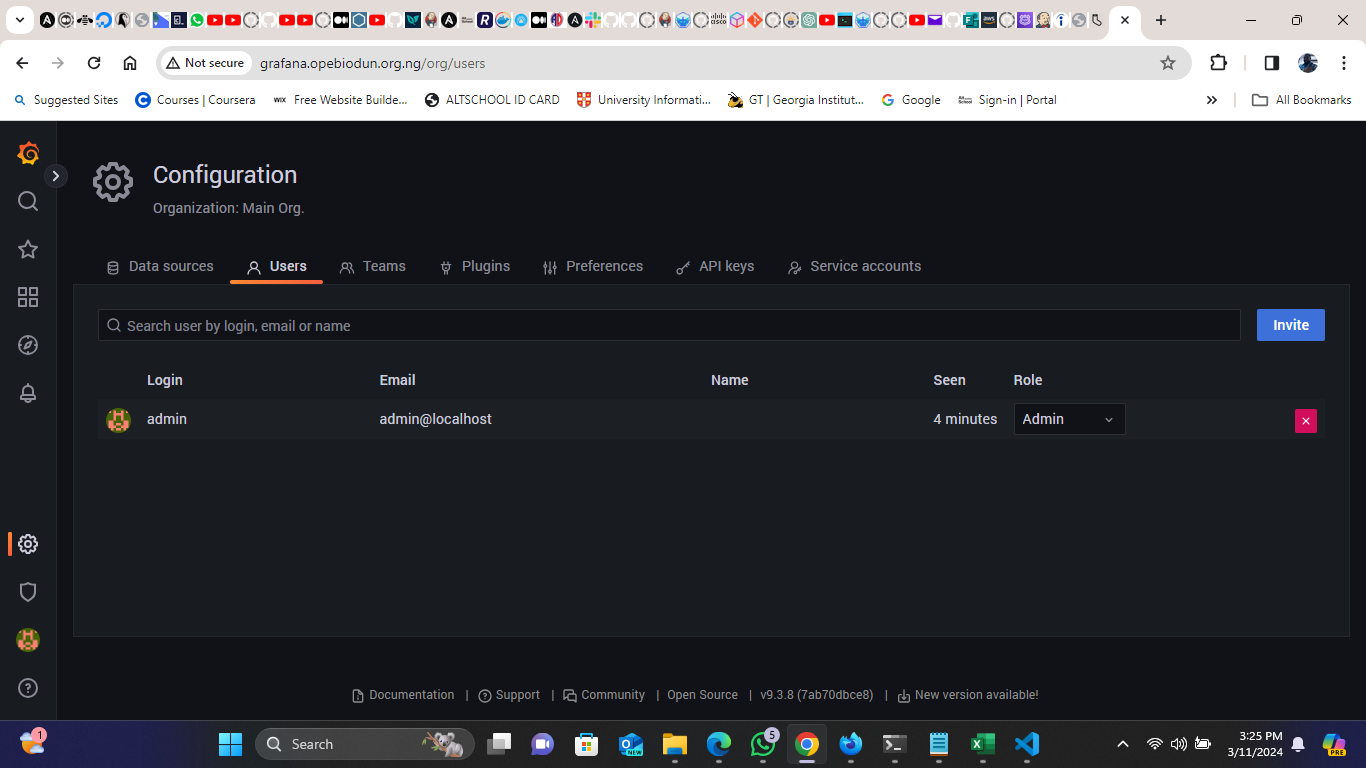 Not secure grafana.opebiodun.org.ng/org/users
Suggested Sites Courses | Coursera WIX Free Website Builde... ALTSCHOOL ID CARD University Informati... GT | Georgia Institut... Google Sign-in | Portal » All Bookmarks
Configuration
Organization: Main Org.
Data sources Users Teams Plugins Preferences API keys Service accounts
Search user by login, email or name Invite
Login Email Name Seen Role
admin admin@localhost 4 minutes Admin
Documentation | Support | Community | Open Source | v9.3.8 (7ab70dbce8) | New version available!
1 Search NEW 5 3:25 PM PRE
3/11/2024